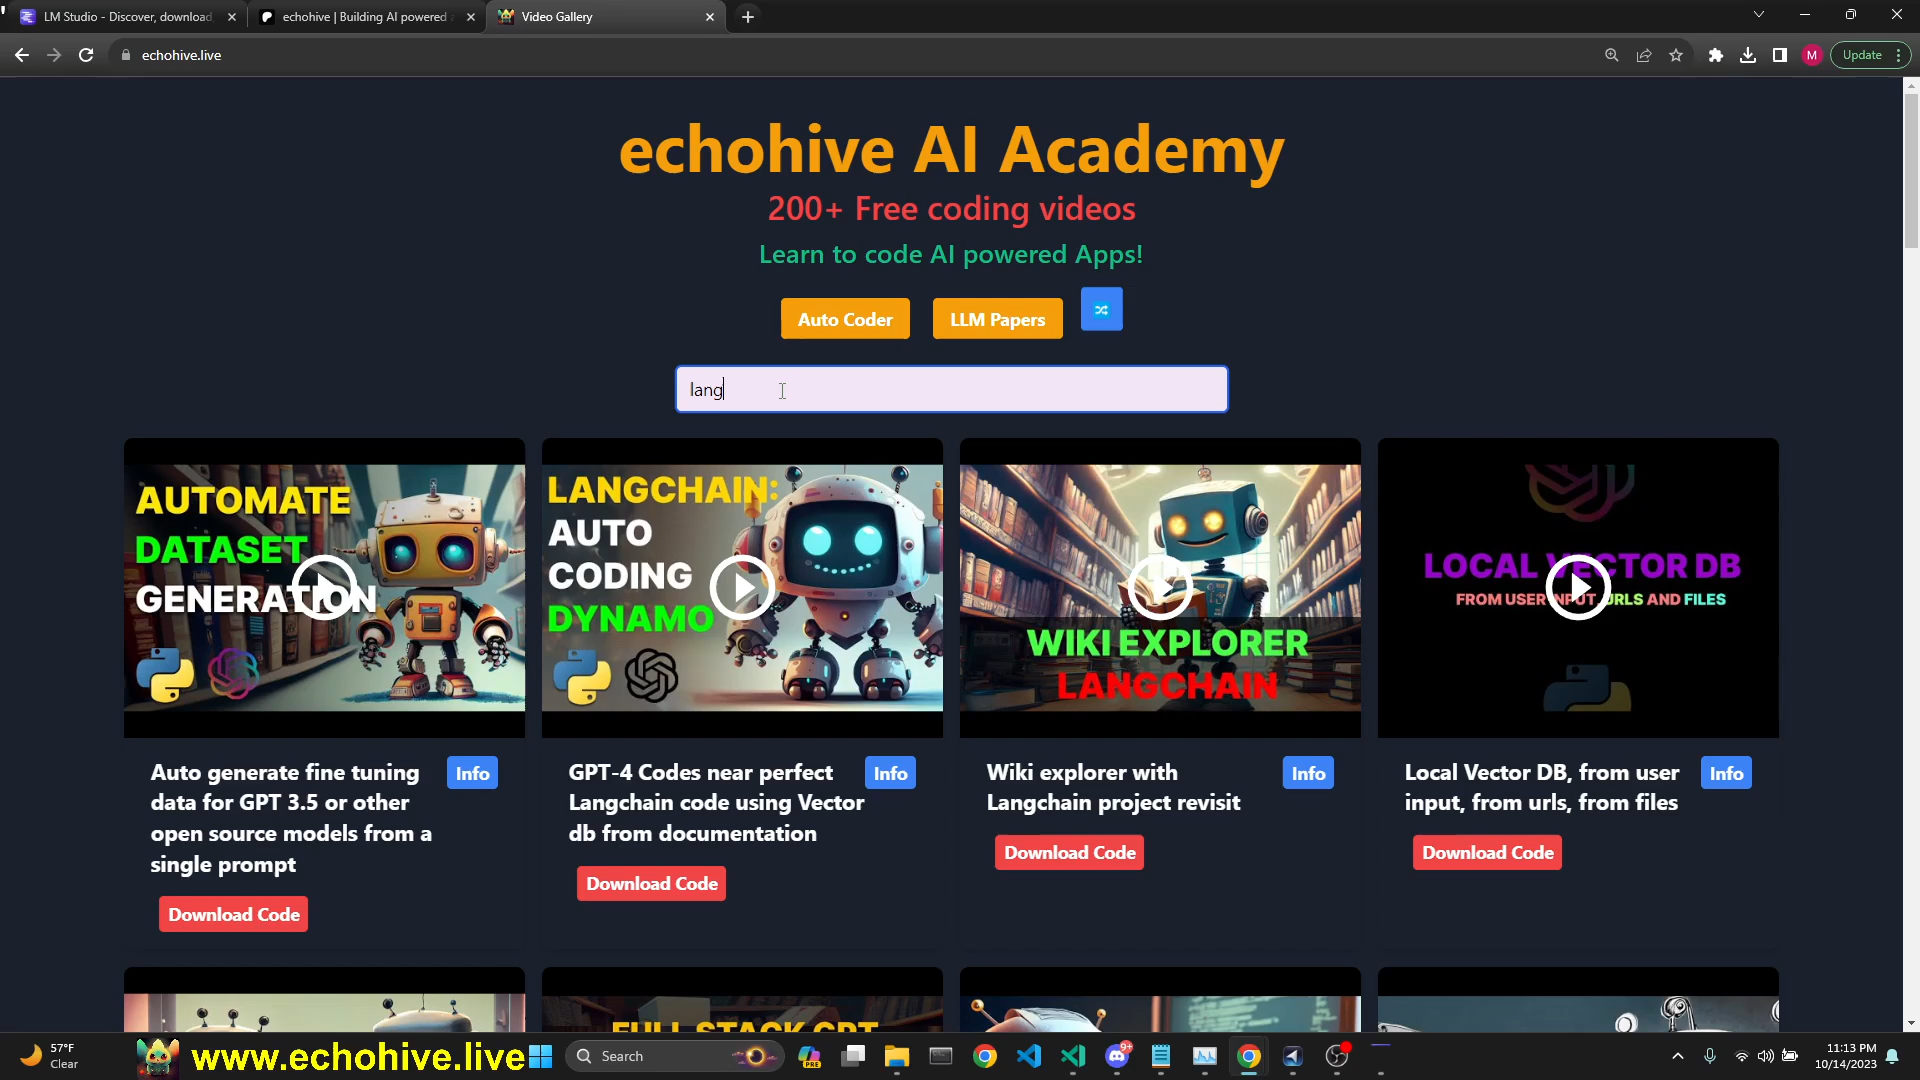 LM Studio - Discover, download,
echohive | Building AI powered a
Video Gallery
echohive.live
M
Update
echohive AI Academy
200+ Free coding videos
Learn to code AI powered Apps!
Auto Coder
LLM Papers
lang
AUTOMATE
DATASET
GENERATION
LANGCHAIN:
AUTO
CODING
DYNAMO
WIKI EXPLORER
LANGCHAIN
LOCAL VECTOR DB
FROM USER INPUT, URLS AND FILES
Auto generate fine tuning
data for GPT 3.5 or other
open source models from a
single prompt
Info
Download Code
GPT-4 Codes near perfect
Langchain code using Vector
db from documentation
Info
Download Code
Wiki explorer with
Langchain project revisit
Info
Download Code
Local Vector DB, from user
input, from urls, from files
Info
Download Code
FULL STACK GPT
57°F
Clear
www.echohive.live
Search
PRE
9+
11:13 PM
10/14/2023